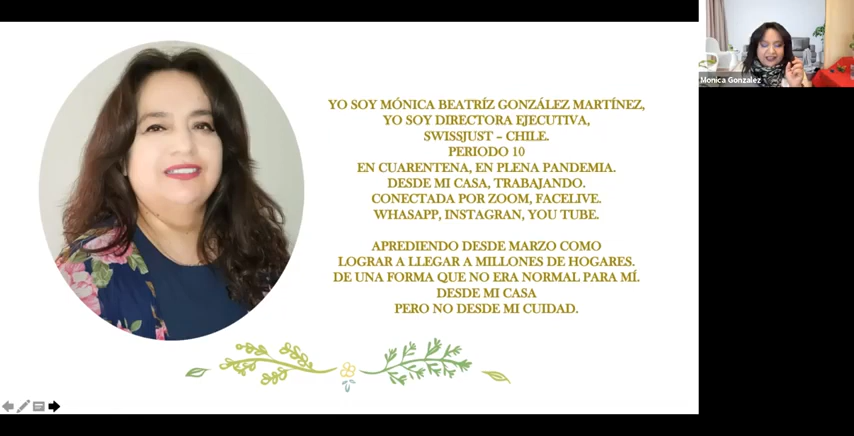 YO SOY MÓNICA BEATRÍZ GONZÁLEZ MARTÍNEZ,
YO SOY DIRECTORA EJECUTIVA,
SWISSJUST – CHILE.
PERIODO 10
EN CUARENTENA, EN PLENA PANDEMIA.
DESDE MI CASA, TRABAJANDO.
CONECTADA POR ZOOM, FACELIVE.
WHASAPP, INSTAGRAN, YOU TUBE.
APREDIENDO DESDE MARZO COMO
LOGRAR A LLEGAR A MILLONES DE HOGARES.
DE UNA FORMA QUE NO ERA NORMAL PARA MÍ.
DESDE MI CASA
PERO NO DESDE MI CUIDAD.
Monica Gonzalez